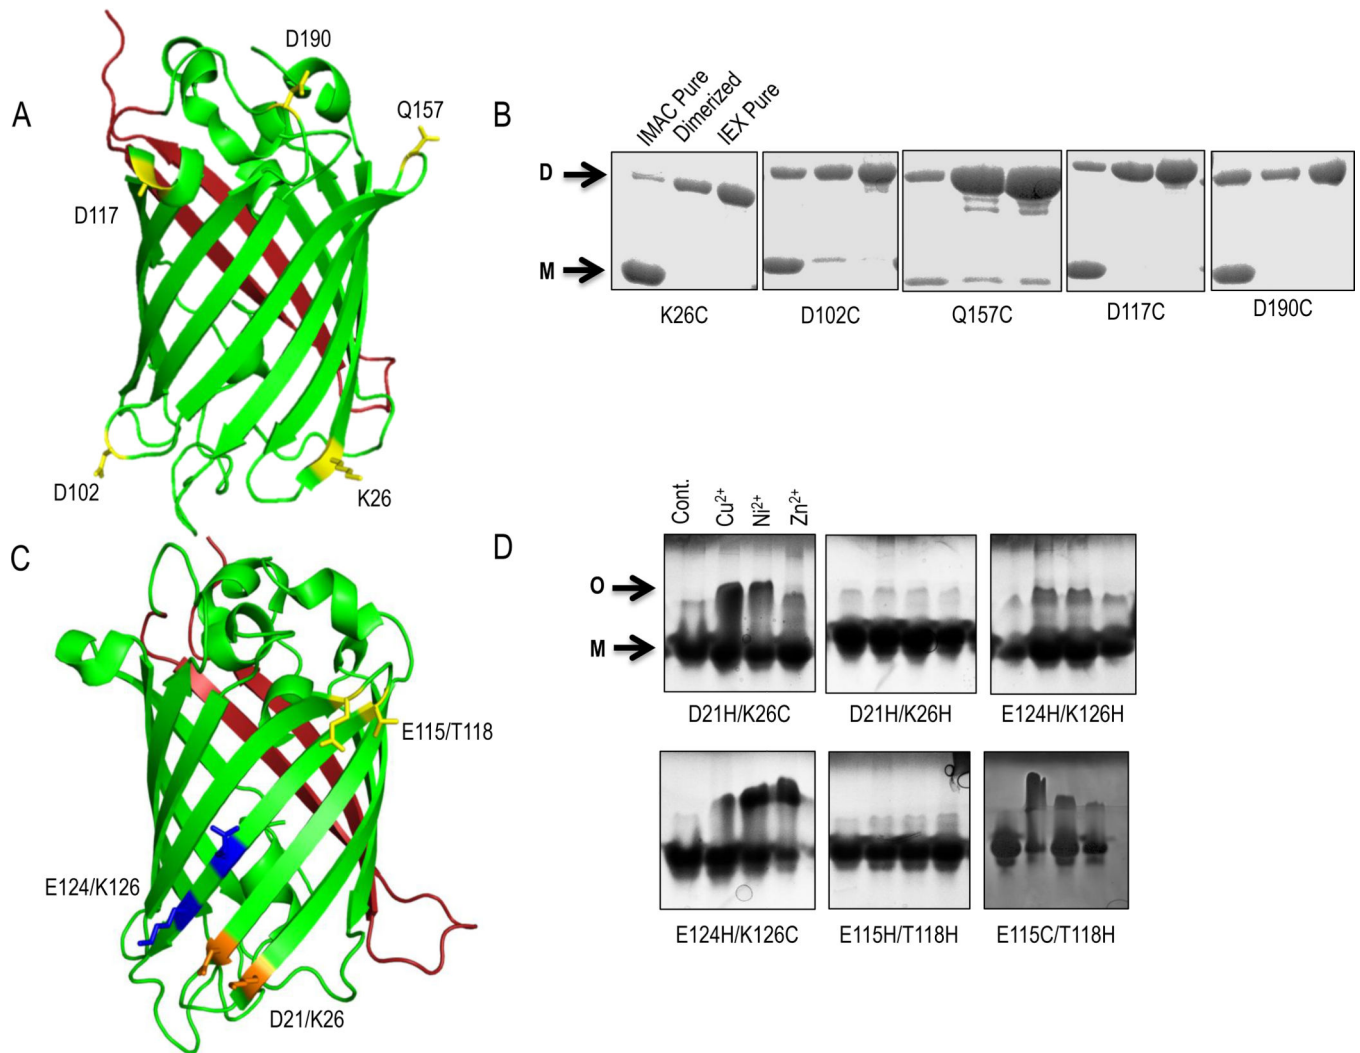 A
D190
Q157
D117
D102
K26
B
IMAC Pure
Dimerized
IEX Pure
D
M
K26C
D102C
Q157C
D117C
D190C
C
E115/T118
E124/K126
D21/K26
D
Cont.
Cu²⁺
Ni²⁺
Zn²⁺
O
M
D21H/K26C
D21H/K26H
E124H/K126H
E124H/K126C
E115H/T118H
E115C/T118H